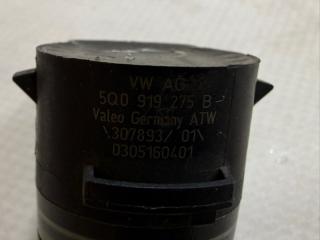 VW AG
5Q0 919 275 B
Valeo Germany ATW
\307893/ 01\
0305160401